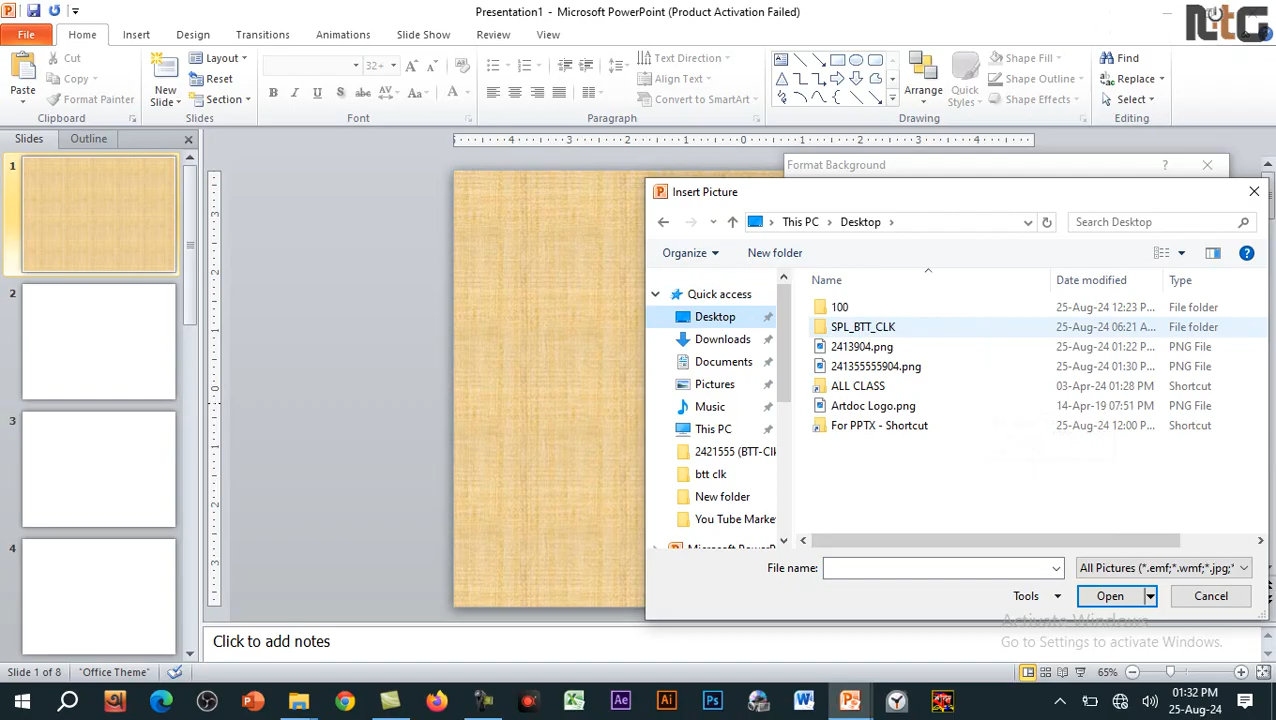 Presentation1 - Microsoft PowerPoint (Product Activation Failed)
File Home Insert Design Transitions Animations Slide Show Review View
Paste
Cut
Copy
Format Painter
Clipboard
New Slide
Layout
Reset
Section
Slides
32+
Font
Text Direction
Align Text
Convert to SmartArt
Paragraph
Arrange
Quick Styles
Shape Fill
Shape Outline
Shape Effects
Drawing
Find
Replace
Select
Editing
Slides Outline
1
2
3
4
Format Background
Insert Picture
This PC Desktop
Search Desktop
Organize New folder
Name Date modified Type
Quick access
Desktop
Downloads
Documents
Pictures
Music
This PC
2421555 (BTT-Clk
btt clk
New folder
You Tube Marke
Microsoft PowerP
100 25-Aug-24 12:23 P... File folder
SPL_BTT_CLK 25-Aug-24 06:21 A... File folder
2413904.png 25-Aug-24 01:22 P... PNG File
241355555904.png 25-Aug-24 01:30 P... PNG File
ALL CLASS 03-Apr-24 01:28 PM Shortcut
Artdoc Logo.png 14-Apr-19 07:51 PM PNG File
For PPTX - Shortcut 25-Aug-24 12:00 P... Shortcut
File name:
All Pictures (*.emf;*.wmf;*.jpg;*
Tools Open Cancel
Activate Windows
Go to Settings to activate Windows.
Click to add notes
Slide 1 of 8 "Office Theme" 65%
01:32 PM
25-Aug-24